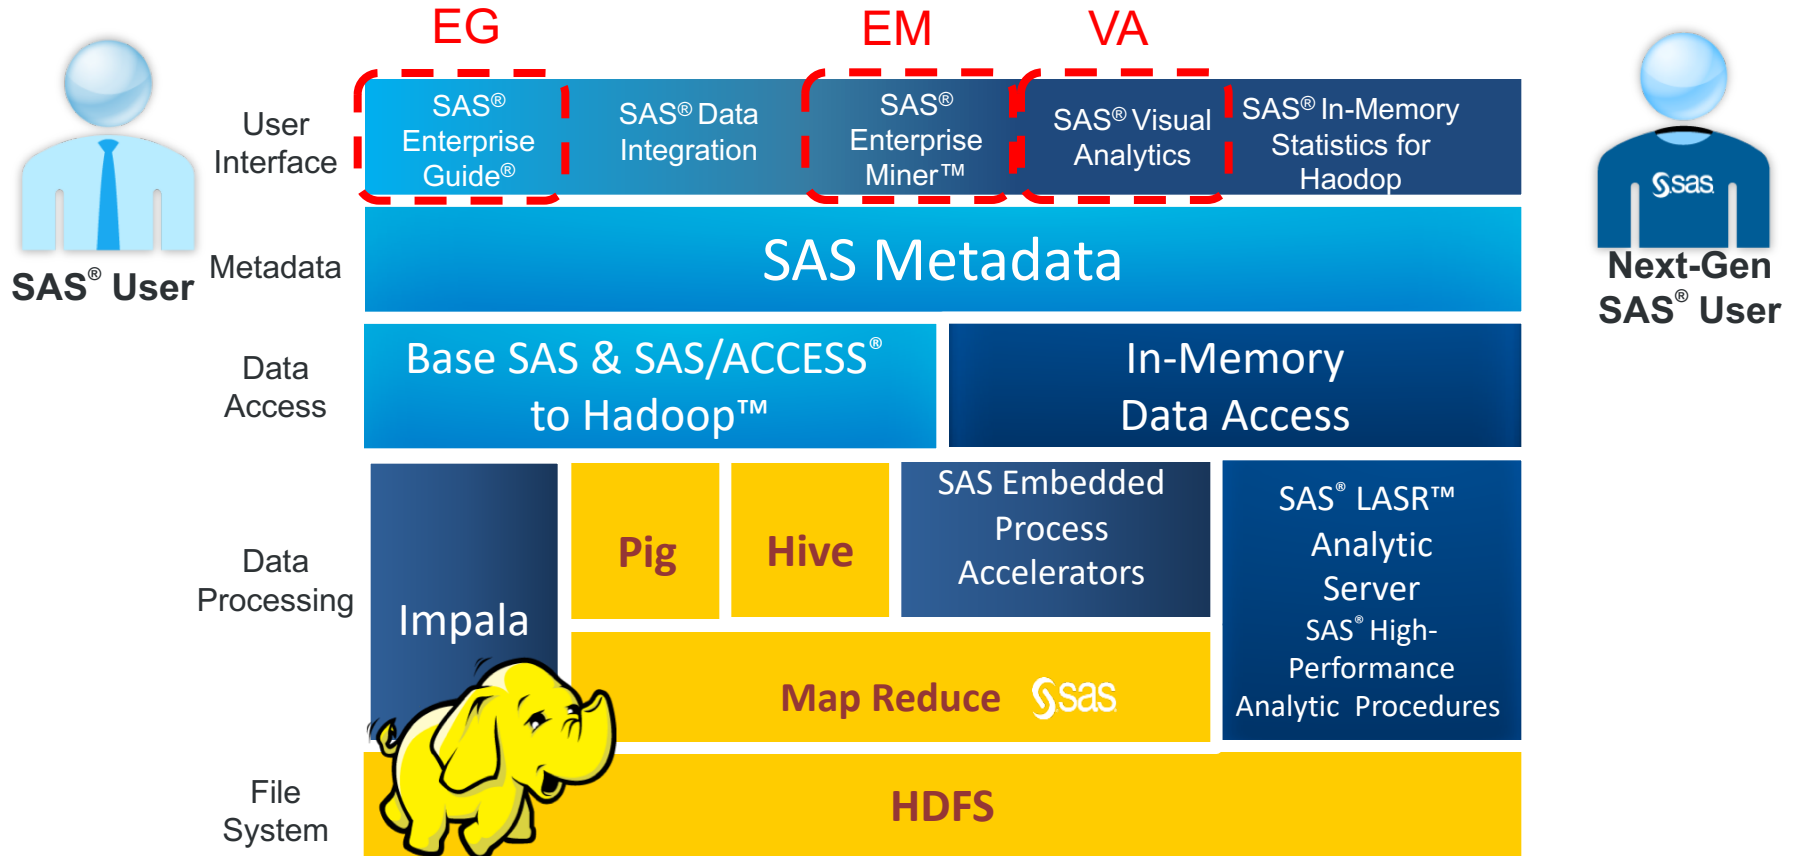 EG
EM
VA
User
Interface
SAS®
Enterprise
Guide®
SAS® Data
Integration
SAS®
Enterprise
Miner™
SAS® Visual
Analytics
SAS® In-Memory
Statistics for
Haodop
SAS® User
Metadata
SAS Metadata
sas
Next-Gen
SAS® User
Data
Access
Base SAS & SAS/ACCESS®
to Hadoop™
In-Memory
Data Access
Data
Processing
Impala
Pig
Hive
SAS Embedded
Process
Accelerators
SAS® LASR™
Analytic
Server
SAS® High-
Performance
Analytic Procedures
Map Reduce sas
File
System
HDFS